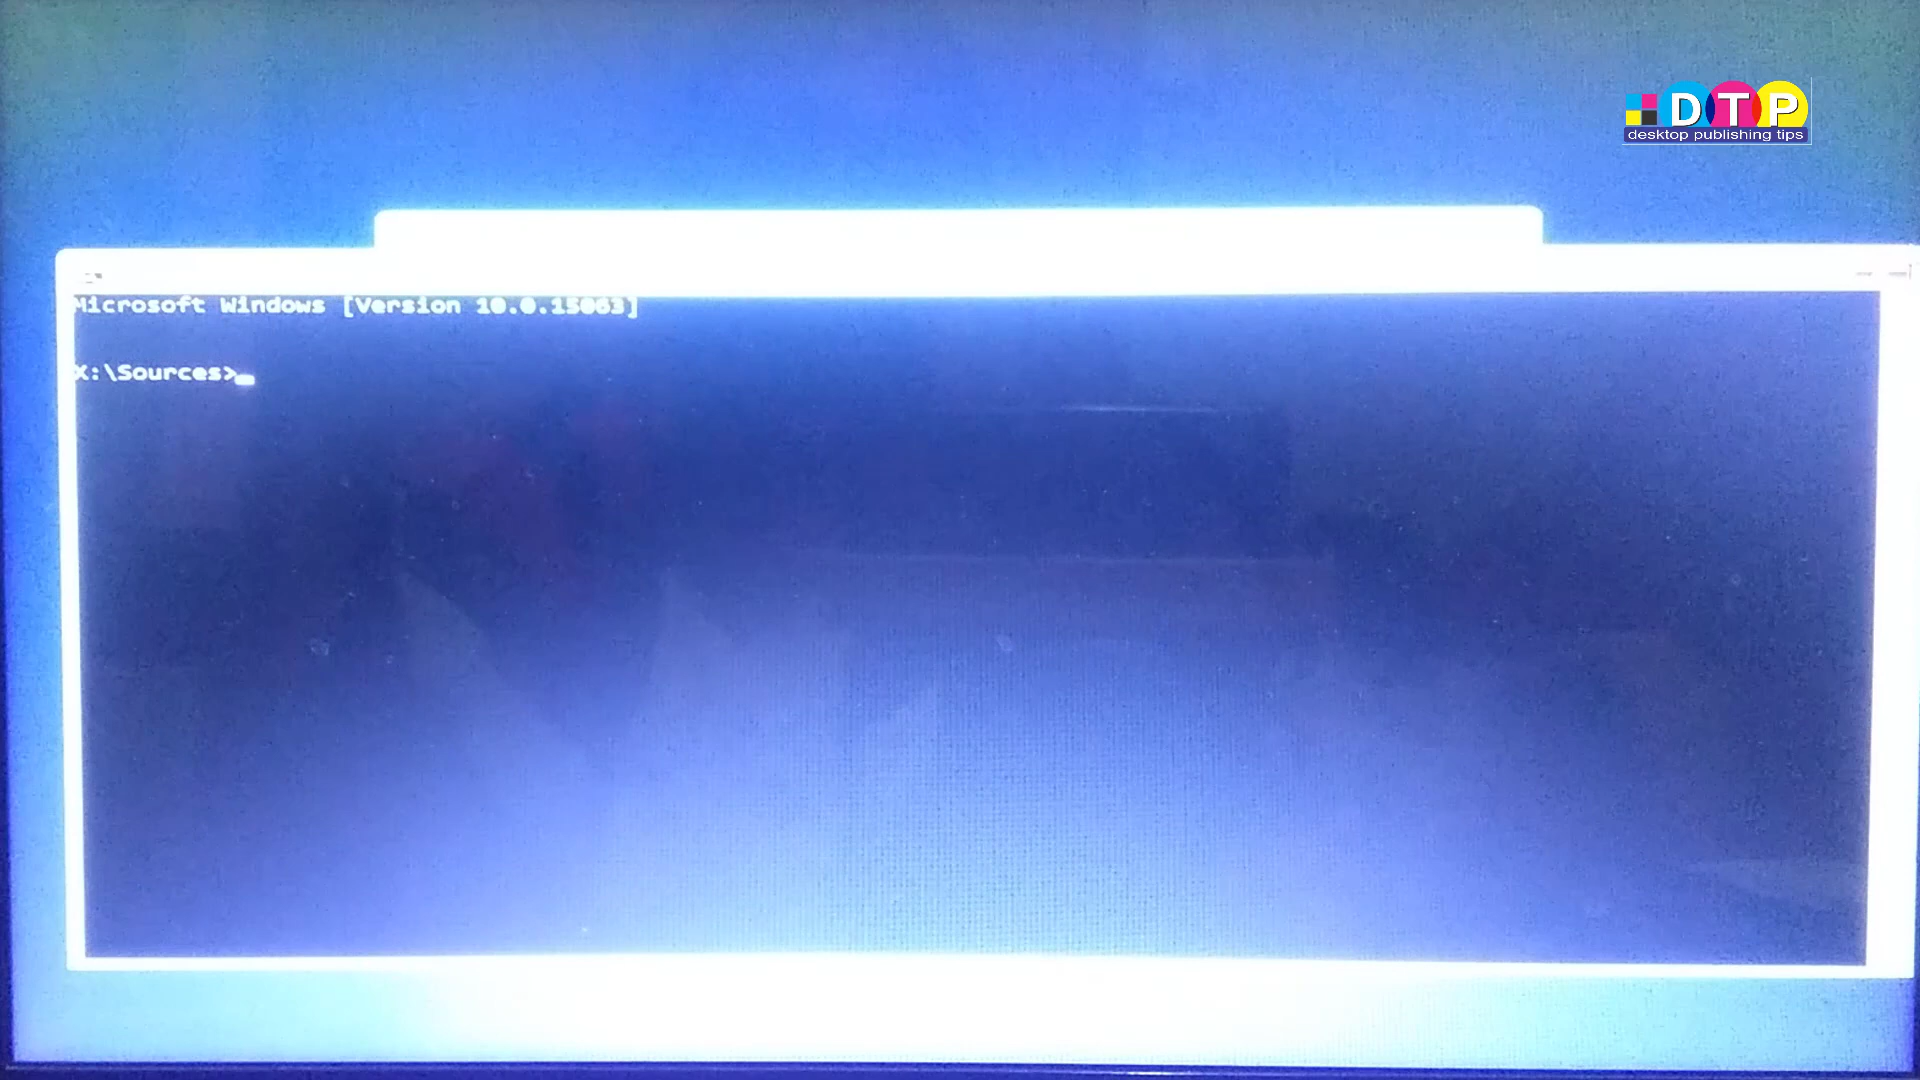 DTP
desktop publishing tips
Microsoft Windows [Version 10.0.15063]
X:\Sources>